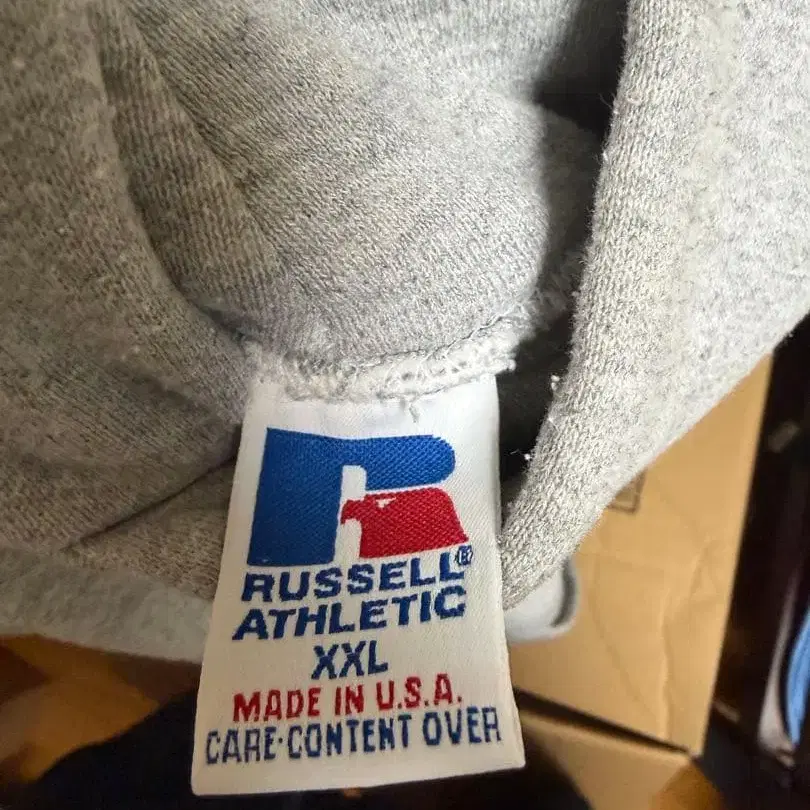 RUSSELL®
ATHLETIC
XXL
MADE IN U.S.A.
CARE-CONTENT OVER